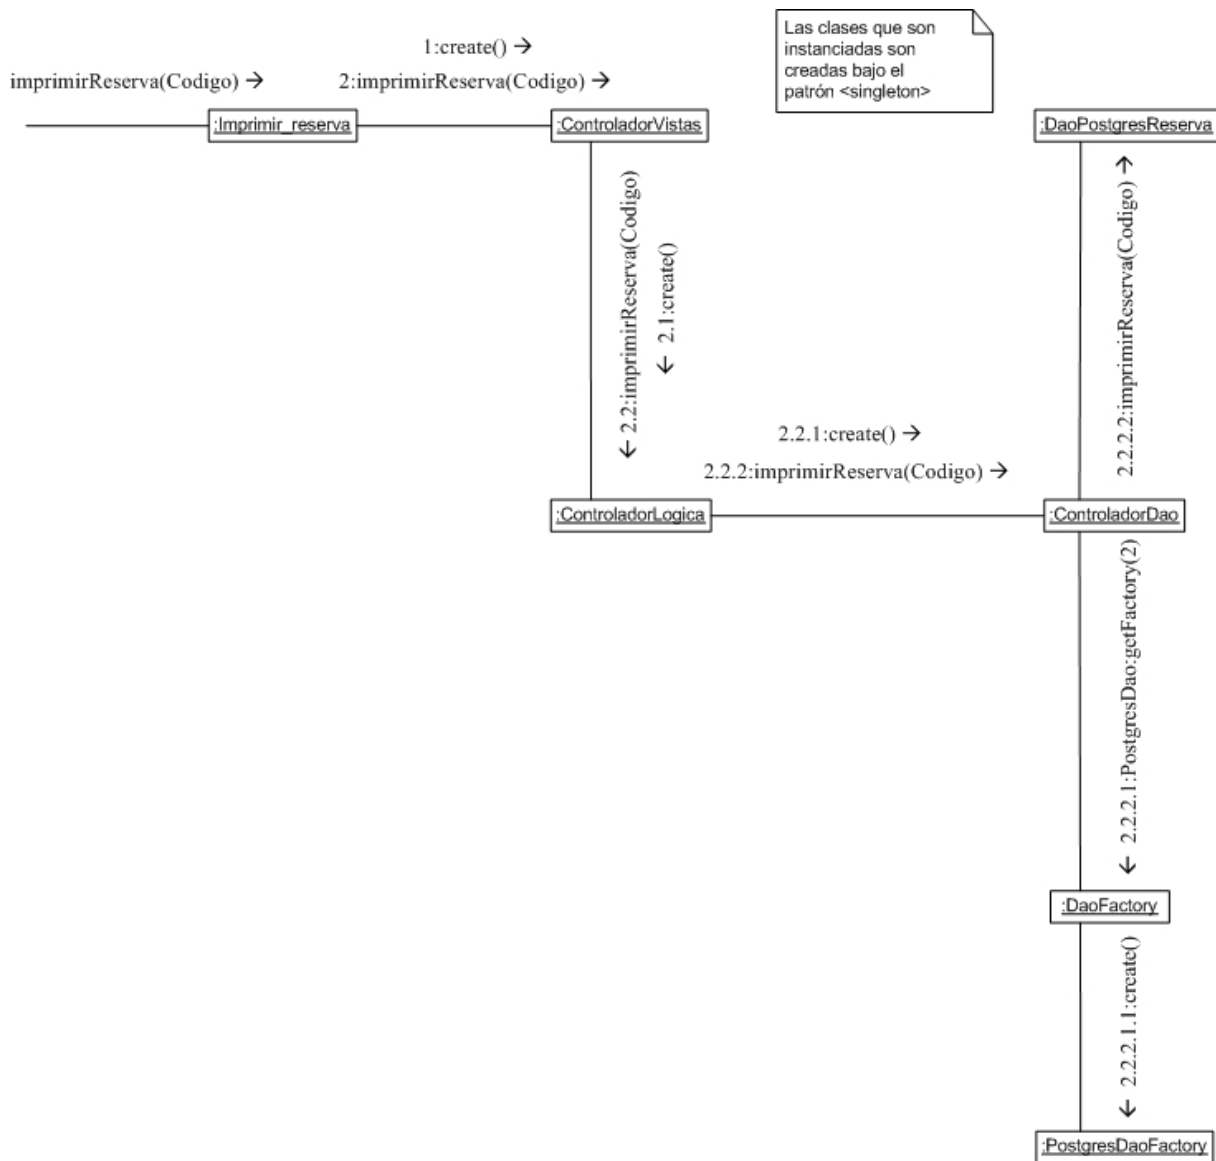 1:create() →
imprimirReserva(Codigo) →
2:imprimirReserva(Codigo) →
Las clases que son
instanciadas son
creadas bajo el
patrón <singleton>
:Imprimir_reserva
:ControladorVistas
:DaoPostgresReserva
← 2.2:imprimirReserva(Codigo)
← 2.1:create()
2.2.2.2:imprimirReserva(Codigo) →
2.2.1:create() →
2.2.2:imprimirReserva(Codigo) →
:ControladorLogica
:ControladorDao
← 2.2.2.1:PostgresDao:getFactory(2)
:DaoFactory
← 2.2.2.1.1:create()
:PostgresDaoFactory